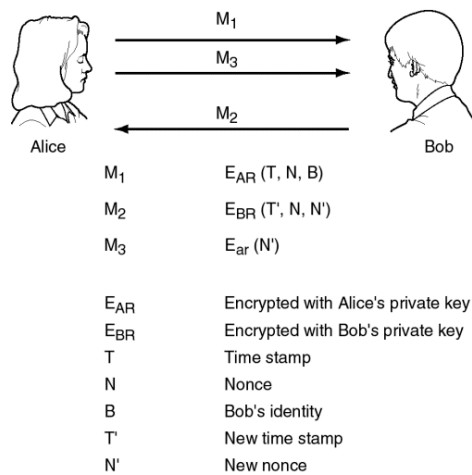 M1
M3
M2
Alice Bob
M1 EAR (T, N, B)
M2 EBR (T', N, N')
M3 Ear (N')
EAR Encrypted with Alice's private key
EBR Encrypted with Bob's private key
T Time stamp
N Nonce
B Bob's identity
T' New time stamp
N' New nonce